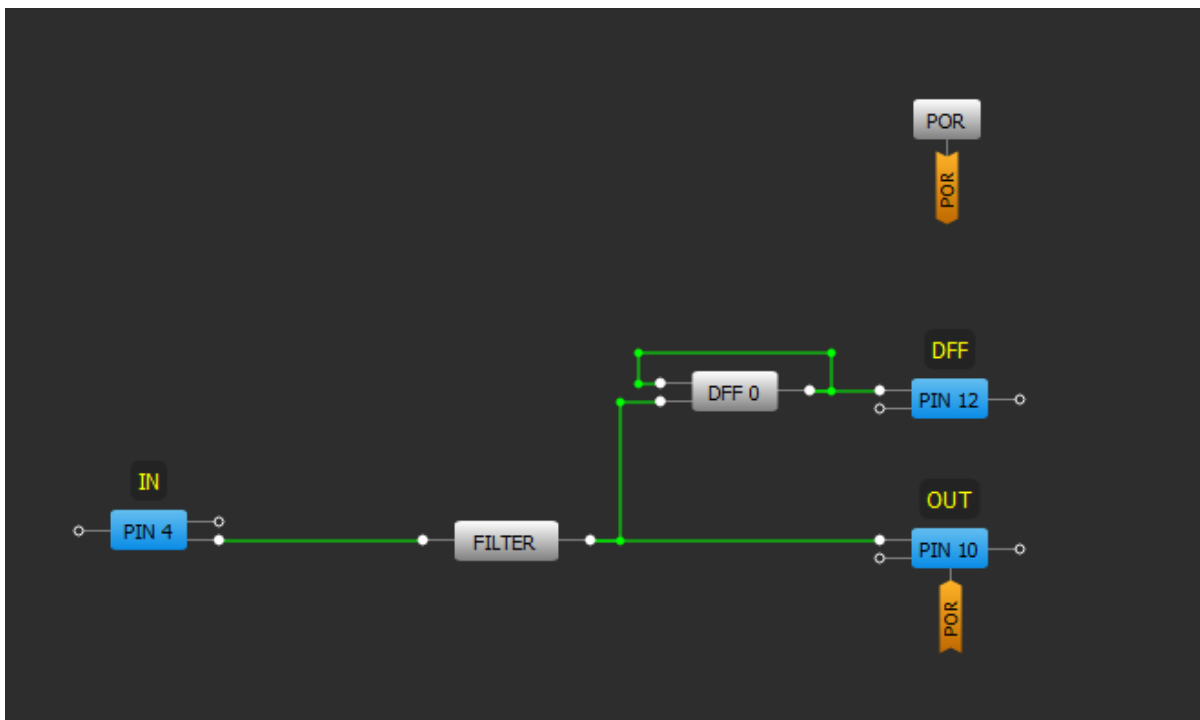 POR
POR
DFF
DFF 0
PIN 12
IN
PIN 4
FILTER
OUT
PIN 10
POR